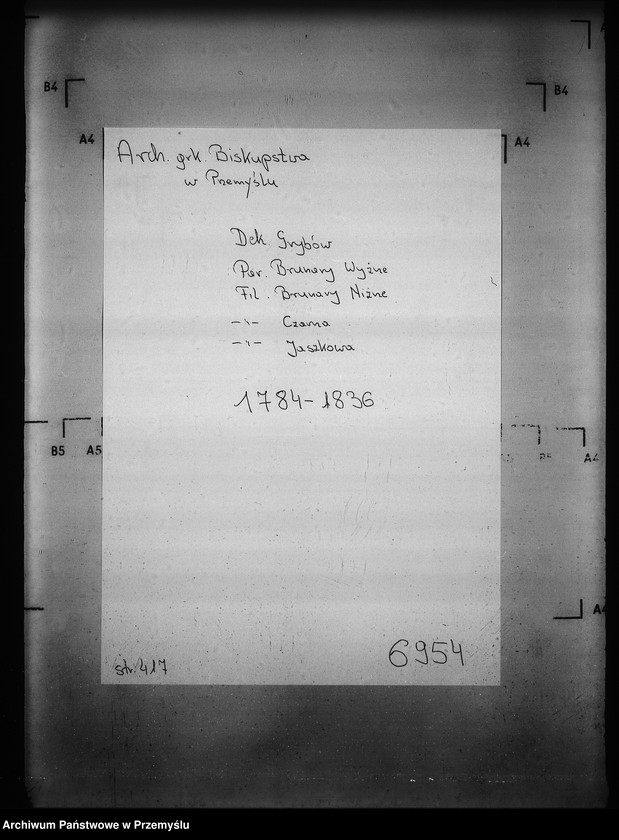 B4
B4
A4
A4
Arch. grk. Biskupstwa
w Przemyślu
Dek. Grybów
Par. Brunary Wyżne
Fil. Brunary Niżne
-"- Czarna
-"- Jaszkowa
1784-1836
B5 A5
A4
A4
str. 417
6954
Archiwum Państwowe w Przemyślu